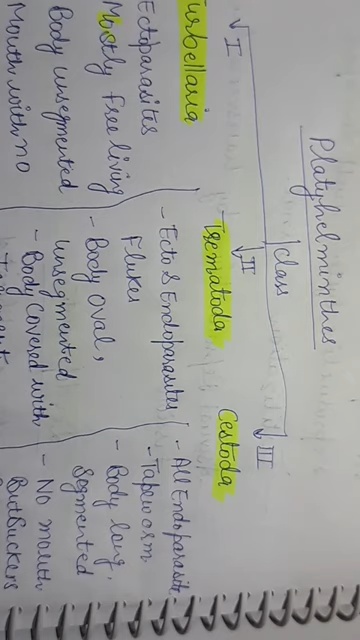 Platyhelminthes
class
I
II
III
Turbellaria
Ectoparasites
Mostly free living
Body unsegmented
Mouth with no
Trematoda
- Ecto & Endoparasites
Flukes
- Body oval,
unsegmented
- Body Covered with
Cestoda
- All Endoparasite
- Tapeworm
- Body long,
segmented
- No mouth
But Suckers